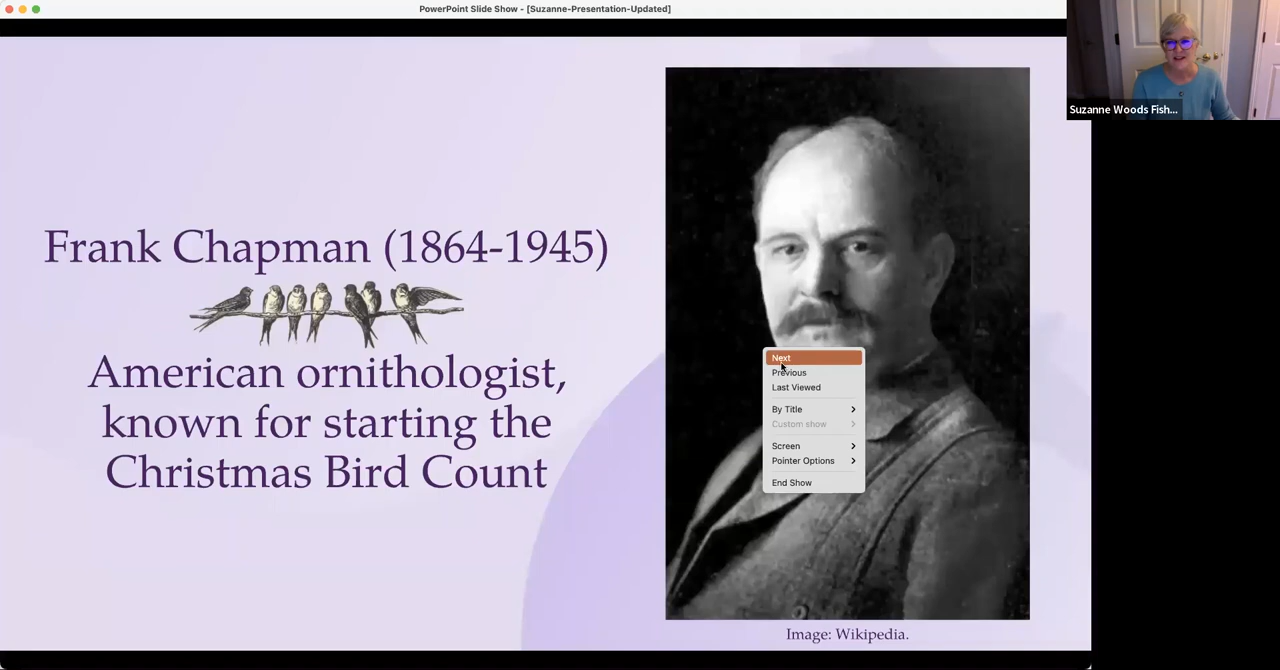 PowerPoint Slide Show - [Suzanne-Presentation-Updated]
Suzanne Woods Fish...
Frank Chapman (1864-1945)
American ornithologist,
known for starting the
Christmas Bird Count
Next
Previous
Last Viewed
By Title
Custom show
Screen
Pointer Options
End Show
Image: Wikipedia.